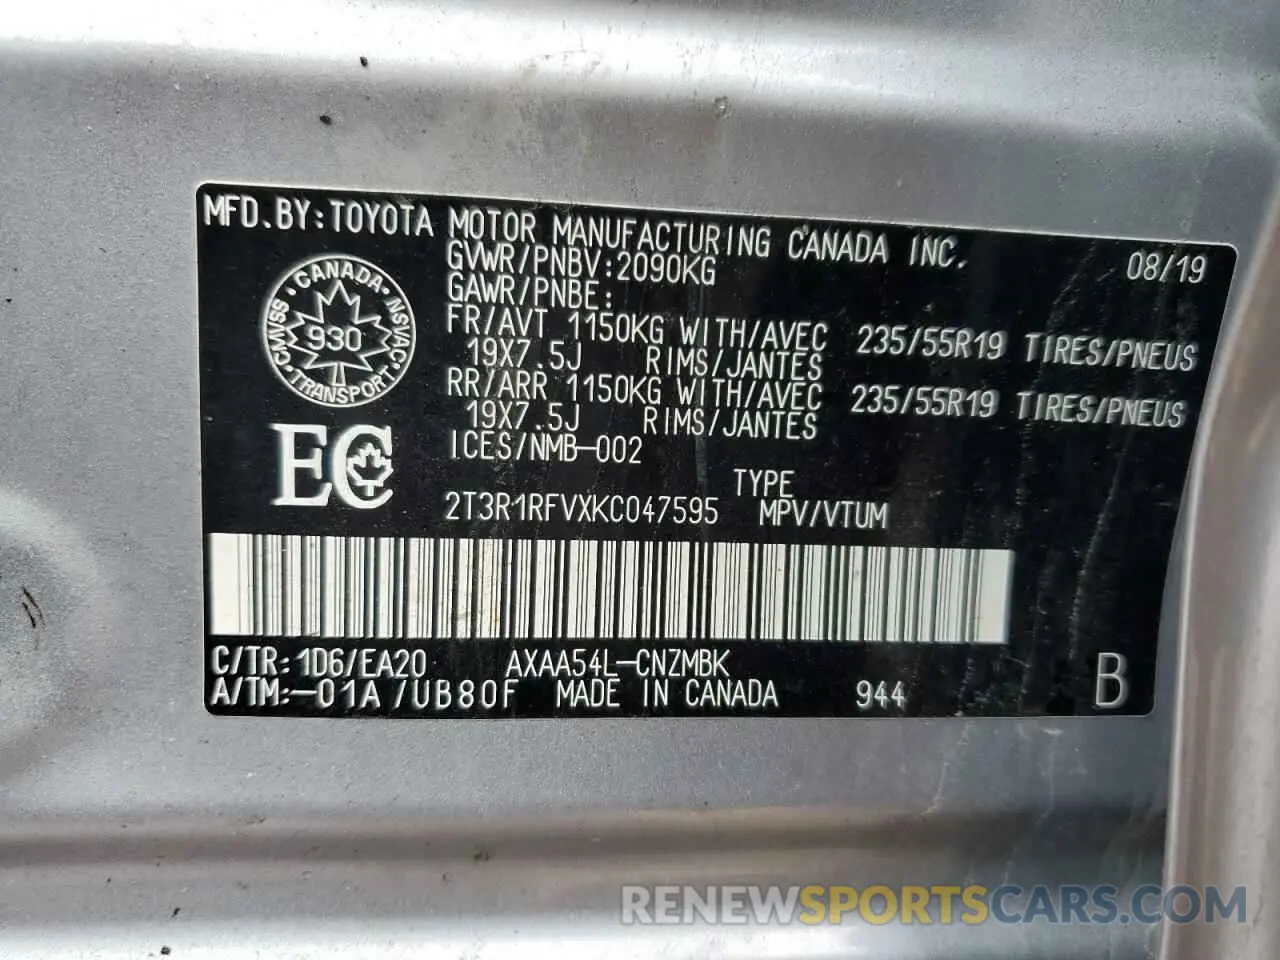 MFD.BY:TOYOTA MOTOR MANUFACTURING CANADA INC. 08/19
GVWR/PNBV:2090KG
GAWR/PNBE:
FR/AVT 1150KG WITH/AVEC 235/55R19 TIRES/PNEUS
19X7.5J RIMS/JANTES
RR/ARR 1150KG WITH/AVEC 235/55R19 TIRES/PNEUS
19X7.5J RIMS/JANTES
ICES/NMB-002
CANADA
CMVSS NSVAC
930
TRANSPORT
EC
TYPE
2T3R1RFVXKC047595 MPV/VTUM
C/TR:1D6/EA20 AXAA54L-CNZMBK
A/TM:-01A/UB80F MADE IN CANADA 944 B
RENEWSPORTSCARS.COM